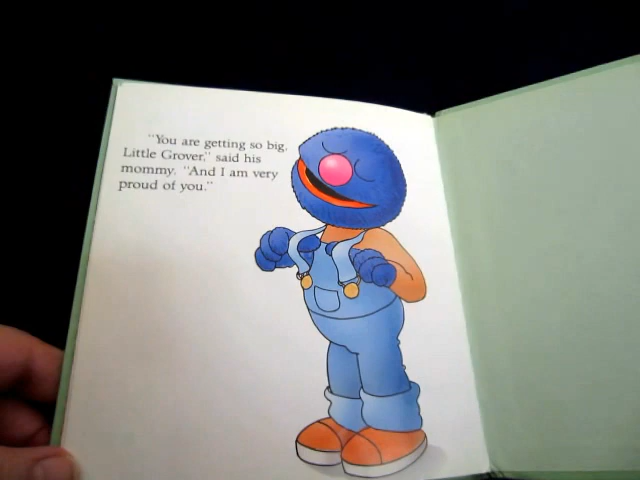 "You are getting so big,
Little Grover," said his
mommy. "And I am very
proud of you."